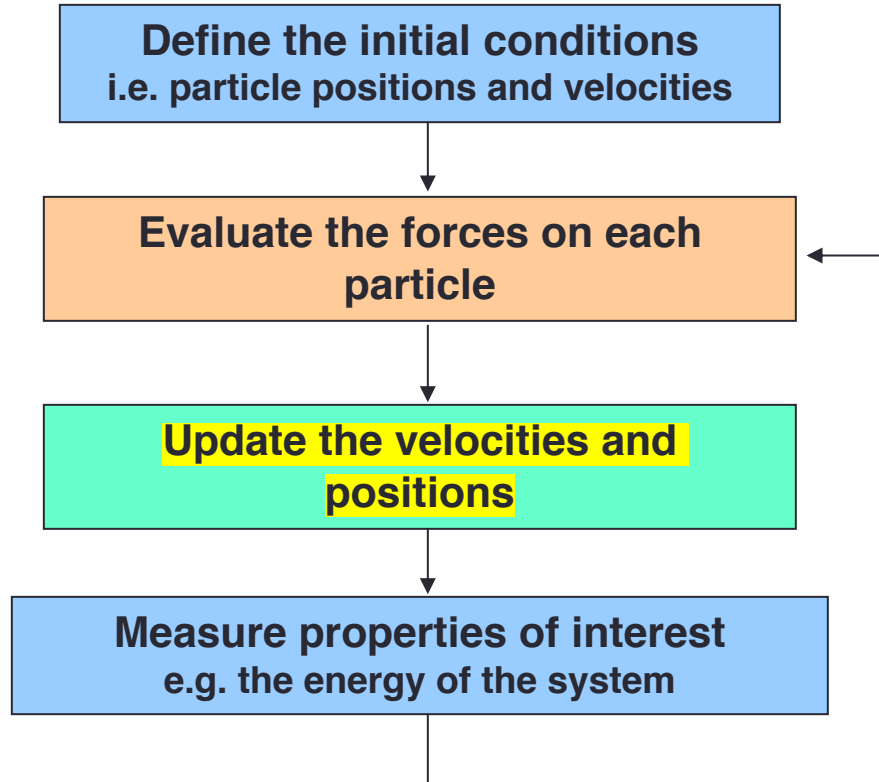 Define the initial conditions
i.e. particle positions and velocities
Evaluate the forces on each
particle
Update the velocities and
positions
Measure properties of interest
e.g. the energy of the system